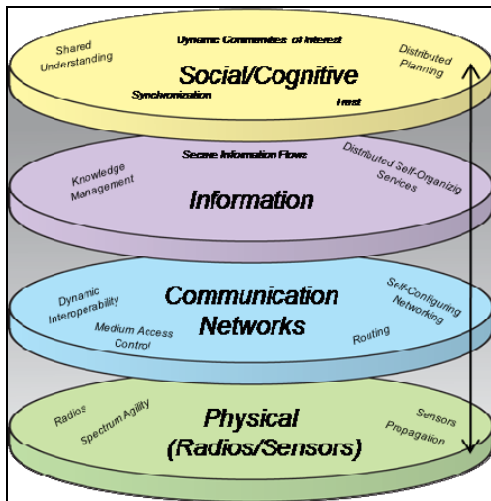 Dynamic Communities of Interest
Shared
Understanding
Distributed
Planning
Social/Cognitive
Synchronization
Trust
Secure Information Flows
Knowledge
Management
Distributed Self-Organizig
Services
Information
Dynamic
Interoperability
Communication
Networks
Self-Configuring
Networking
Medium Access
Control
Routing
Radios
Spectrum Agility
Physical
(Radios/Sensors)
Sensors
Propagation